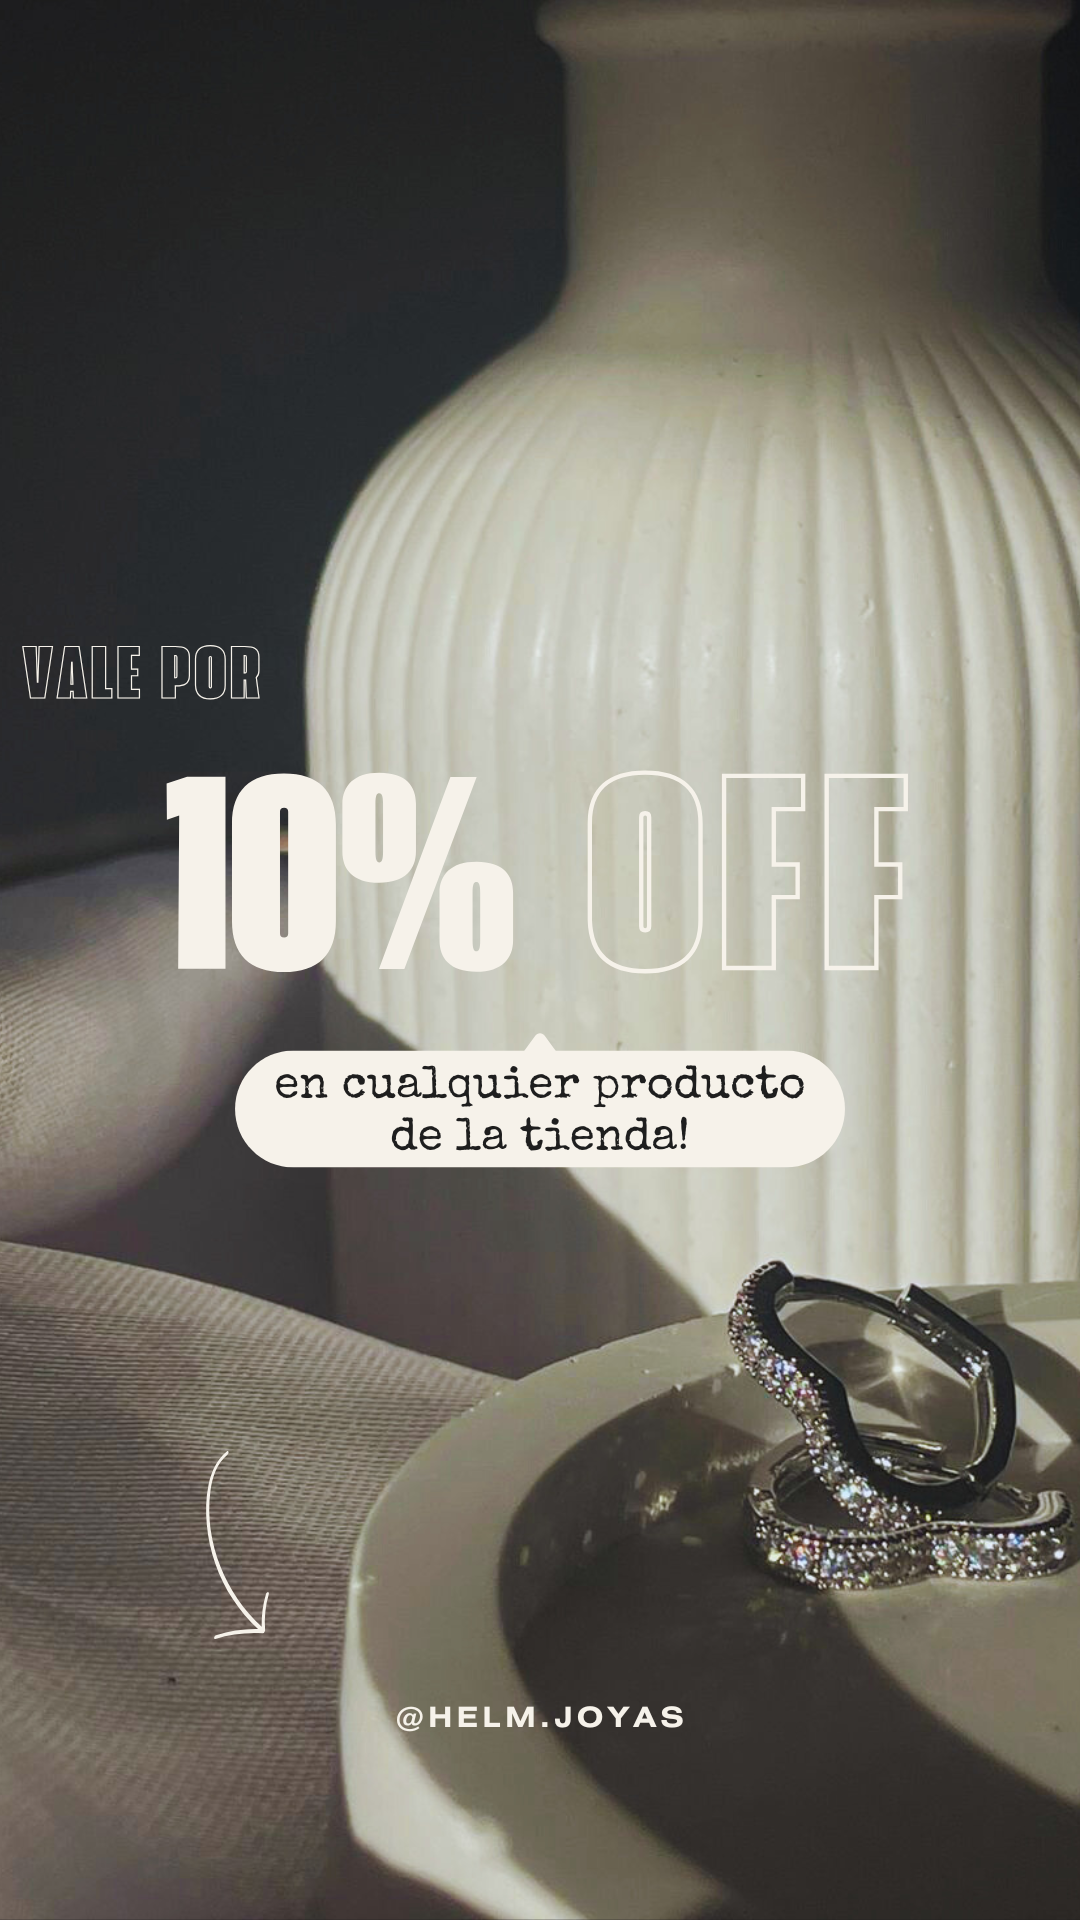 VALE POR
10% OFF
en cualquier producto
de la tienda!
@HELM.JOYAS